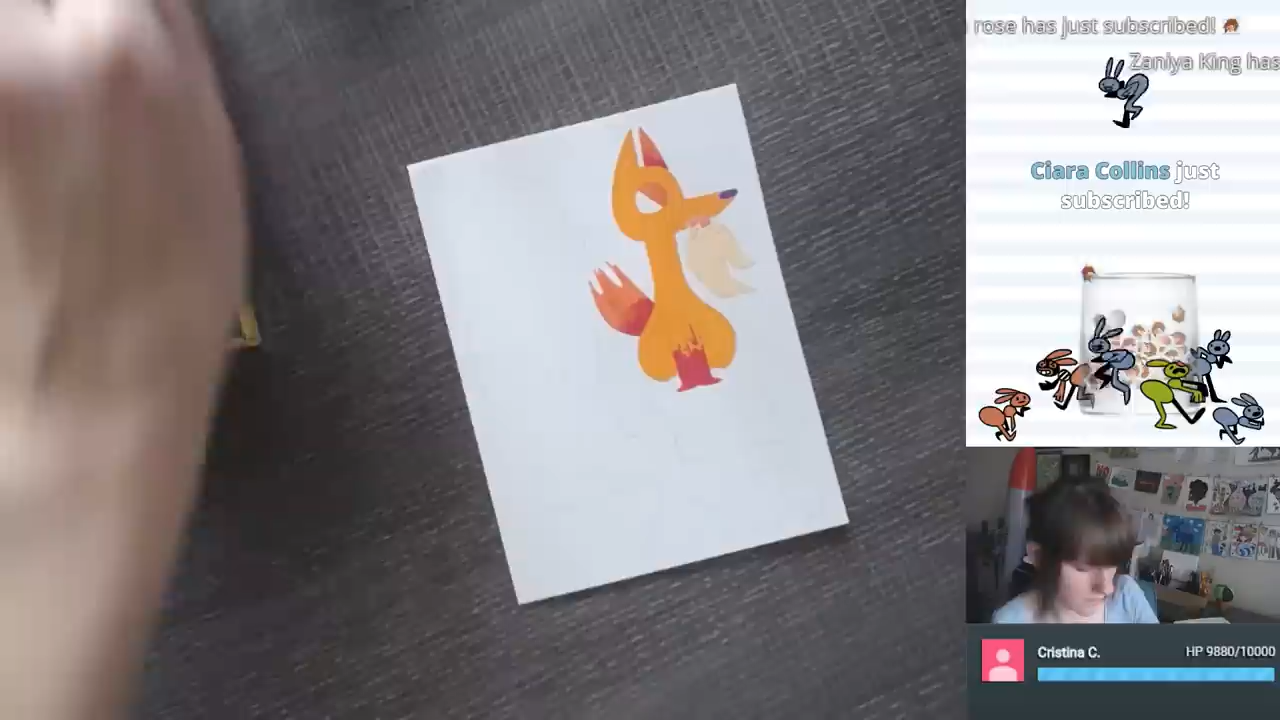 rose has just subscribed!
Zaniya King has
Ciara Collins just
subscribed!
Cristina C.
HP 9880/10000